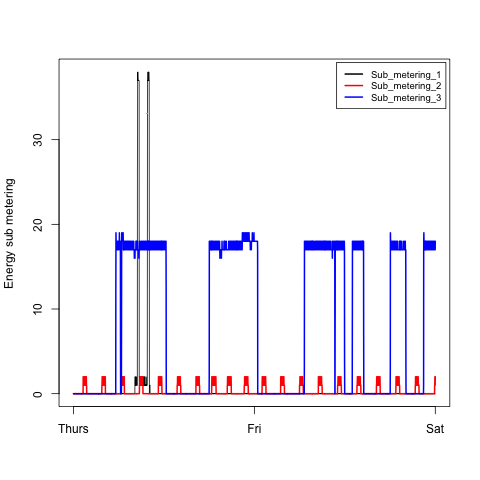 Sub_metering_1
Sub_metering_2
Sub_metering_3
Energy sub metering
30
20
10
0
Thurs Fri Sat